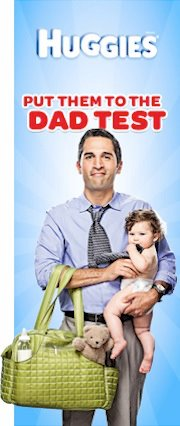 HUGGIES
PUT THEM TO THE
DAD TEST